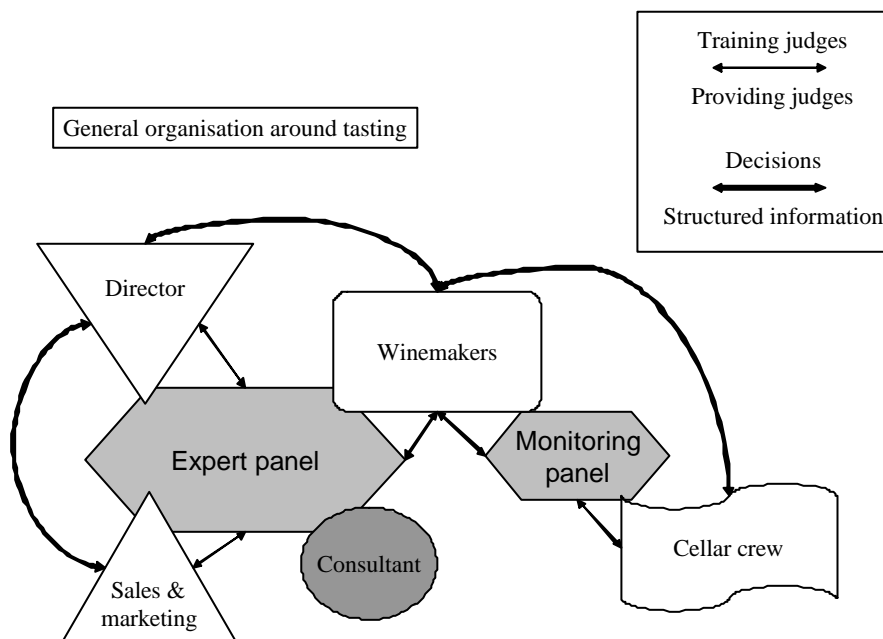 Training judges
Providing judges
General organisation around tasting
Decisions
Structured information
Director
Winemakers
Expert panel
Monitoring
panel
Consultant
Cellar crew
Sales &
marketing